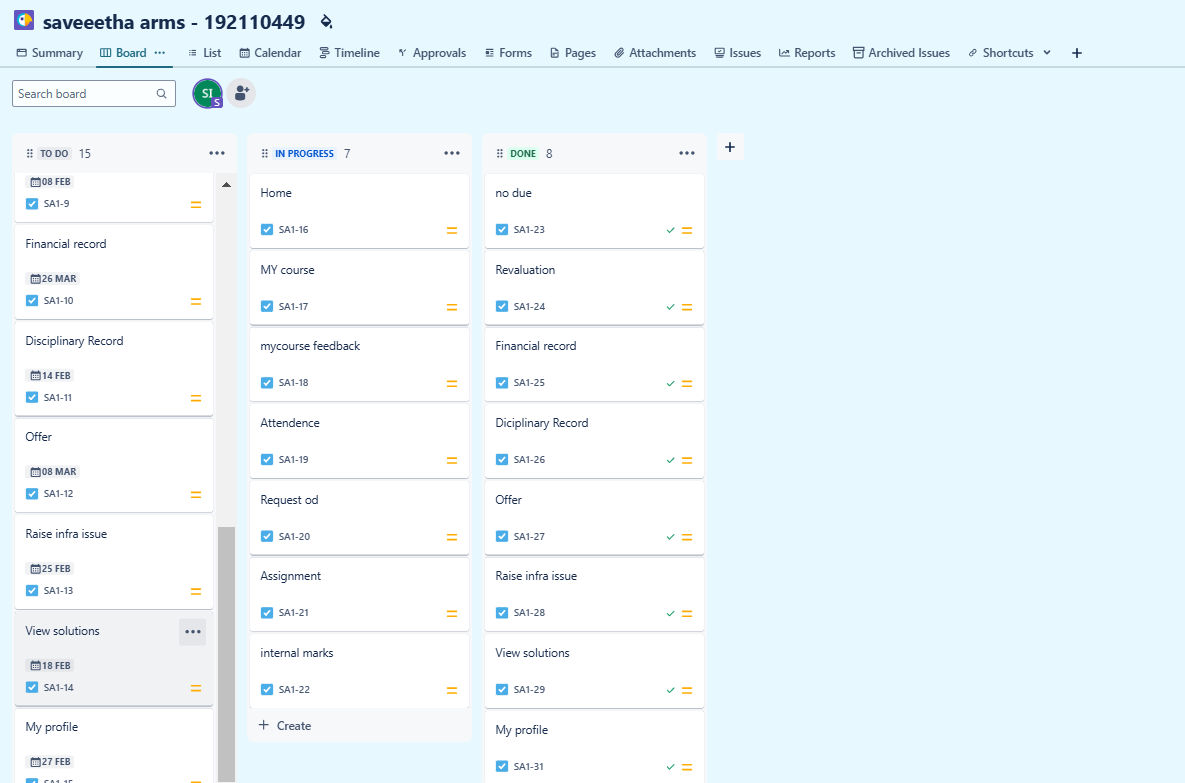 saveeetha arms - 192110449
Summary Board List Calendar Timeline Approvals Forms Pages Attachments Issues Reports Archived Issues Shortcuts
Search board
SI
S
TO DO 15
08 FEB
SA1-9
Financial record
26 MAR
SA1-10
Disciplinary Record
14 FEB
SA1-11
Offer
08 MAR
SA1-12
Raise infra issue
25 FEB
SA1-13
View solutions
18 FEB
SA1-14
My profile
27 FEB
SA1-15
IN PROGRESS 7
Home
SA1-16
MY course
SA1-17
mycourse feedback
SA1-18
Attendence
SA1-19
Request od
SA1-20
Assignment
SA1-21
internal marks
SA1-22
Create
DONE 8
no due
SA1-23
Revaluation
SA1-24
Financial record
SA1-25
Diciplinary Record
SA1-26
Offer
SA1-27
Raise infra issue
SA1-28
View solutions
SA1-29
My profile
SA1-31